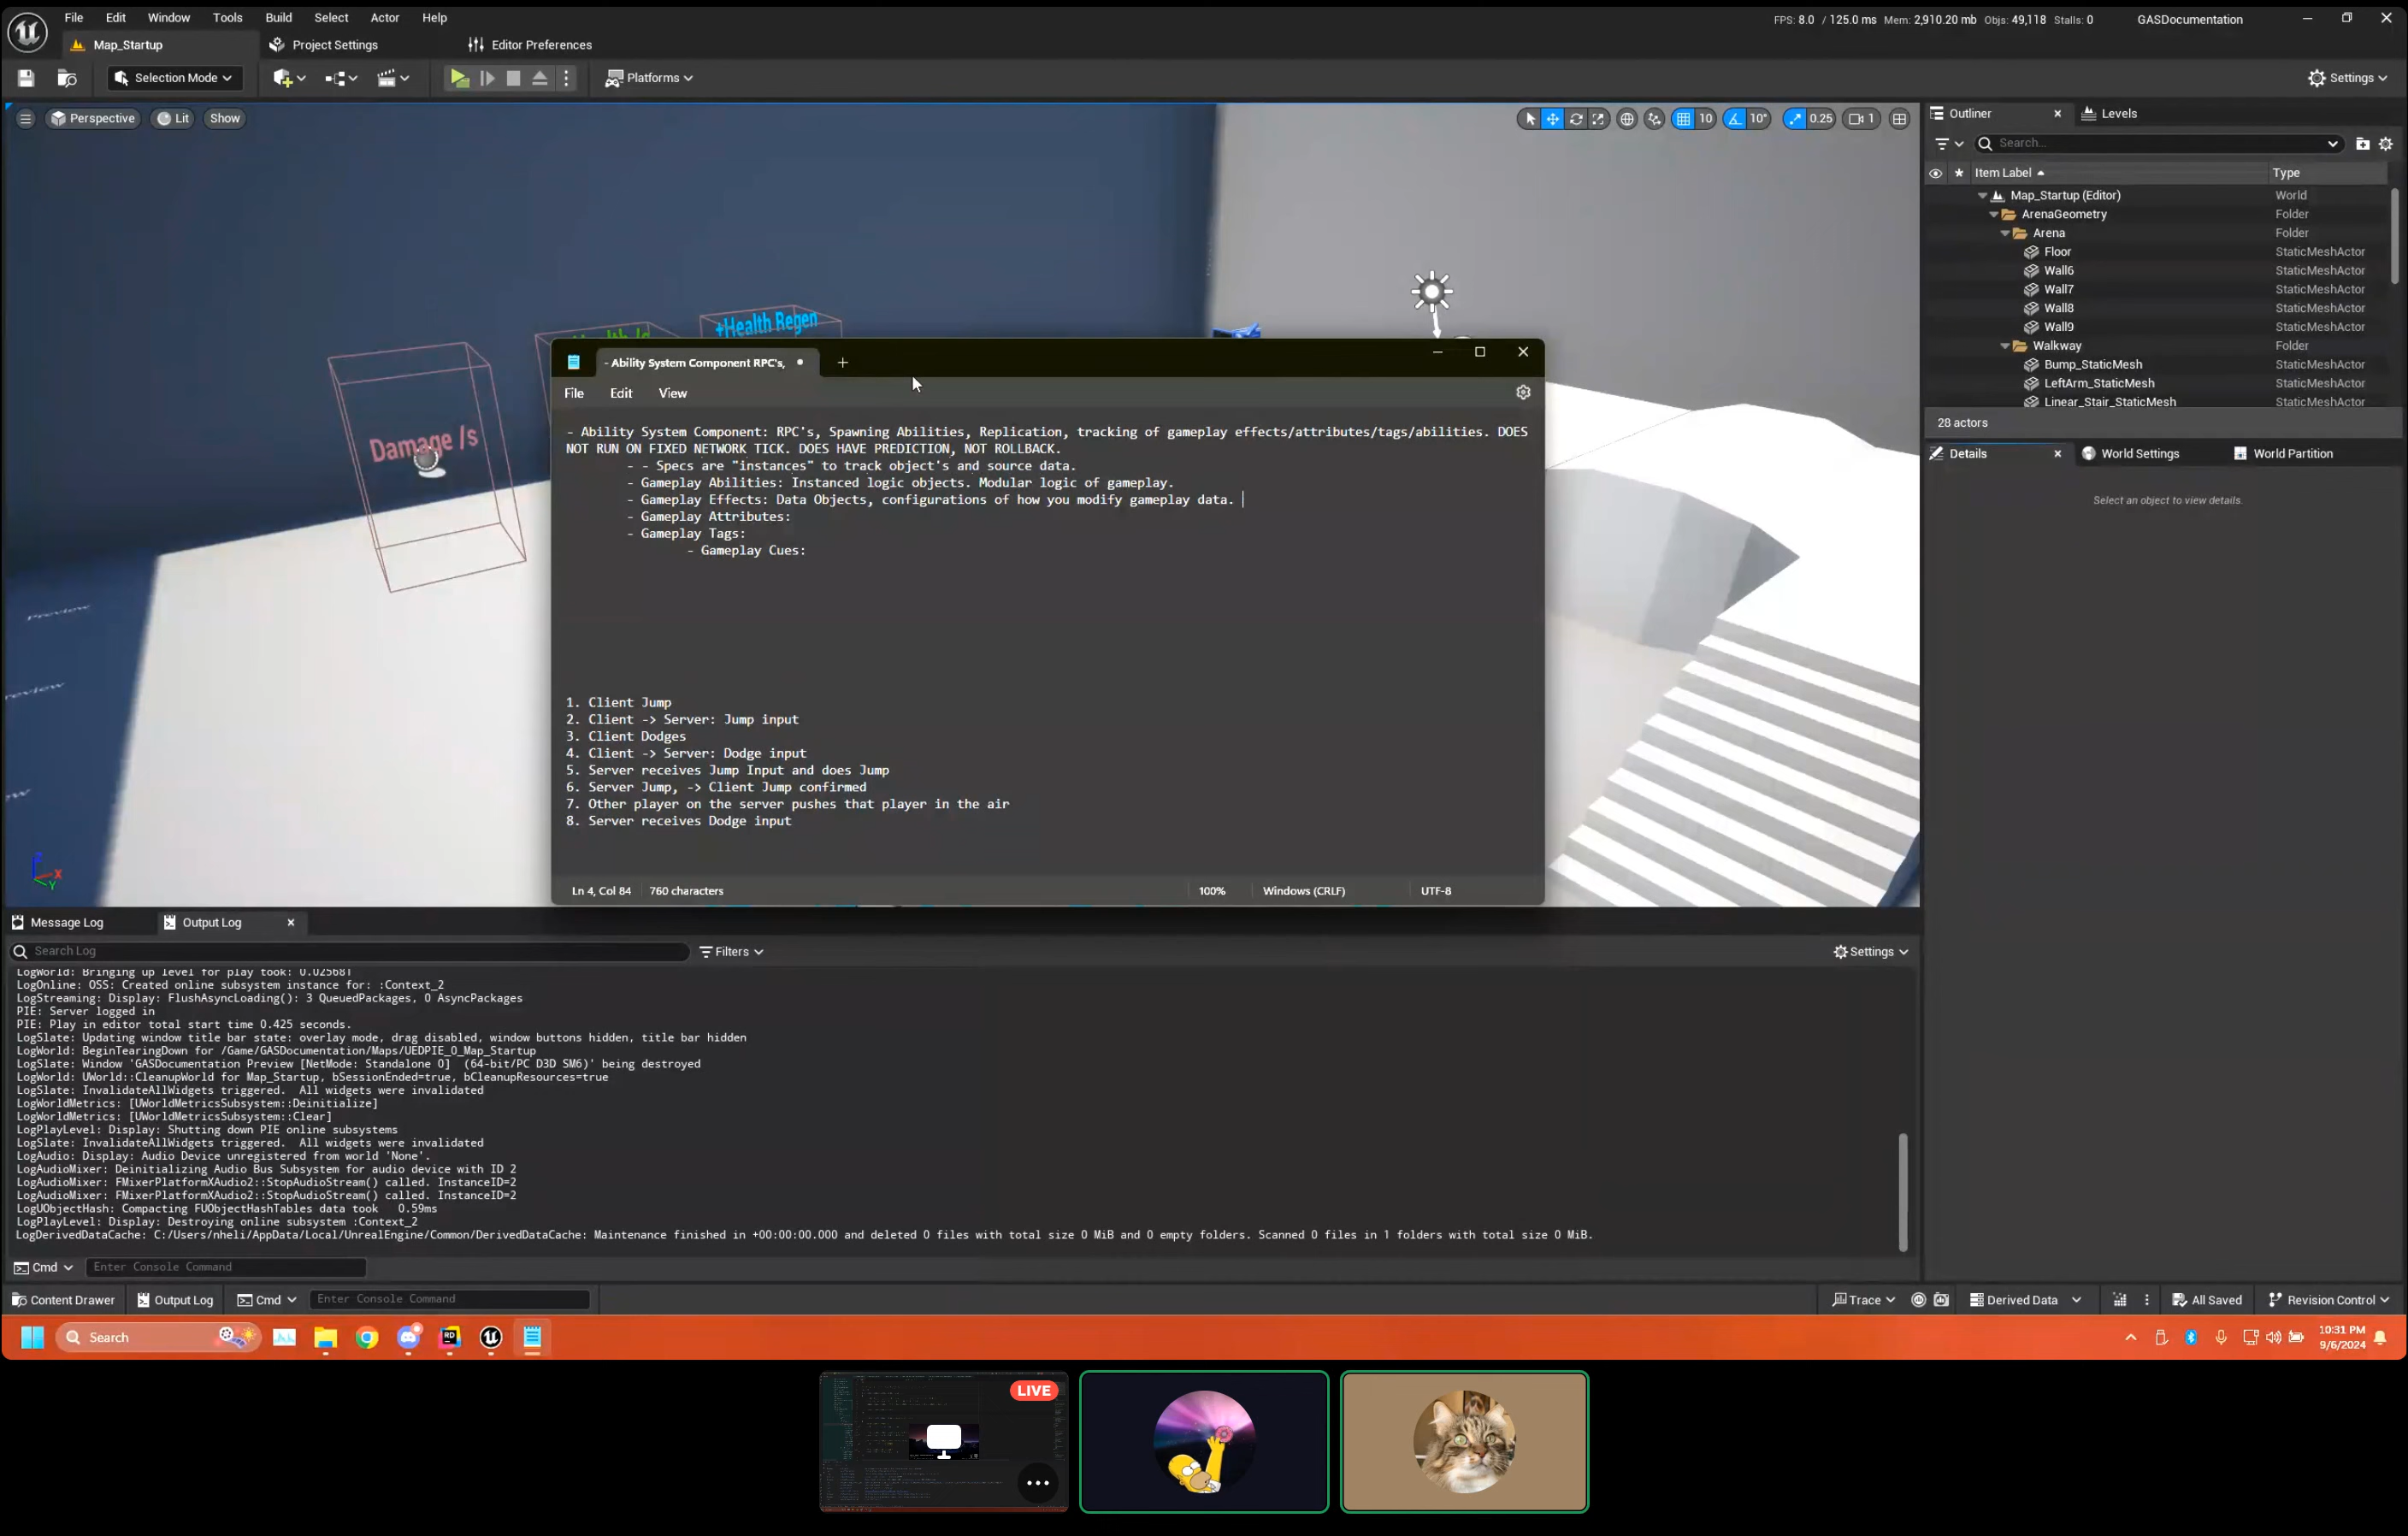 File Edit Window Tools Build Select Actor Help
FPS: 8.0 / 125.0 ms Mem: 2,910.20 mb Objs: 49,118 Stalls: 0
GASDocumentation
Map_Startup
Project Settings
Editor Preferences
Selection Mode
Platforms
Settings
Perspective
Lit
Show
10
10°
0.25
1
Outliner
Levels
Search...
Item Label
Type
Map_Startup (Editor) World
ArenaGeometry Folder
Arena Folder
Floor StaticMeshActor
Wall6 StaticMeshActor
Wall7 StaticMeshActor
Wall8 StaticMeshActor
Wall9 StaticMeshActor
Walkway Folder
Bump_StaticMesh StaticMeshActor
LeftArm_StaticMesh StaticMeshActor
Linear_Stair_StaticMesh StaticMeshActor
28 actors
Details
World Settings
World Partition
Select an object to view details.
Damage /s
+Health Regen
Preview
- Ability System Component RPC's,
File Edit View
- Ability System Component: RPC's, Spawning Abilities, Replication, tracking of gameplay effects/attributes/tags/abilities. DOES
NOT RUN ON FIXED NETWORK TICK. DOES HAVE PREDICTION, NOT ROLLBACK.
- - Specs are "instances" to track object's and source data.
- Gameplay Abilities: Instanced logic objects. Modular logic of gameplay.
- Gameplay Effects: Data Objects, configurations of how you modify gameplay data.
- Gameplay Attributes:
- Gameplay Tags:
- Gameplay Cues:
1. Client Jump
2. Client -> Server: Jump input
3. Client Dodges
4. Client -> Server: Dodge input
5. Server receives Jump Input and does Jump
6. Server Jump, -> Client Jump confirmed
7. Other player on the server pushes that player in the air
8. Server receives Dodge input
Ln 4, Col 84 760 characters 100% Windows (CRLF) UTF-8
Message Log
Output Log
Search Log
Filters
Settings
LogWorld: Bringing up level for play took: 0.025681
LogOnline: OSS: Created online subsystem instance for: :Context_2
LogStreaming: Display: FlushAsyncLoading(): 3 QueuedPackages, 0 AsyncPackages
PIE: Server logged in
PIE: Play in editor total start time 0.425 seconds.
LogSlate: Updating window title bar state: overlay mode, drag disabled, window buttons hidden, title bar hidden
LogWorld: BeginTearingDown for /Game/GASDocumentation/Maps/UEDPIE_0_Map_Startup
LogSlate: Window 'GASDocumentation Preview [NetMode: Standalone 0]  (64-bit/PC D3D SM6)' being destroyed
LogWorld: UWorld::CleanupWorld for Map_Startup, bSessionEnded=true, bCleanupResources=true
LogSlate: InvalidateAllWidgets triggered.  All widgets were invalidated
LogWorldMetrics: [UWorldMetricsSubsystem::Deinitialize]
LogWorldMetrics: [UWorldMetricsSubsystem::Clear]
LogPlayLevel: Display: Shutting down PIE online subsystems
LogSlate: InvalidateAllWidgets triggered.  All widgets were invalidated
LogAudio: Display: Audio Device unregistered from world 'None'.
LogAudioMixer: Deinitializing Audio Bus Subsystem for audio device with ID 2
LogAudioMixer: FMixerPlatformXAudio2::StopAudioStream() called. InstanceID=2
LogAudioMixer: FMixerPlatformXAudio2::StopAudioStream() called. InstanceID=2
LogUObjectHash: Compacting FUObjectHashTables data took   0.59ms
LogPlayLevel: Display: Destroying online subsystem :Context_2
LogDerivedDataCache: C:/Users/nheli/AppData/Local/UnrealEngine/Common/DerivedDataCache: Maintenance finished in +00:00:00.000 and deleted 0 files with total size 0 MiB and 0 empty folders. Scanned 0 files in 1 folders with total size 0 MiB.
Cmd
Enter Console Command
Content Drawer
Output Log
Cmd
Enter Console Command
Trace
Derived Data
All Saved
Revision Control
Search
RD
10:31 PM
9/6/2024
LIVE